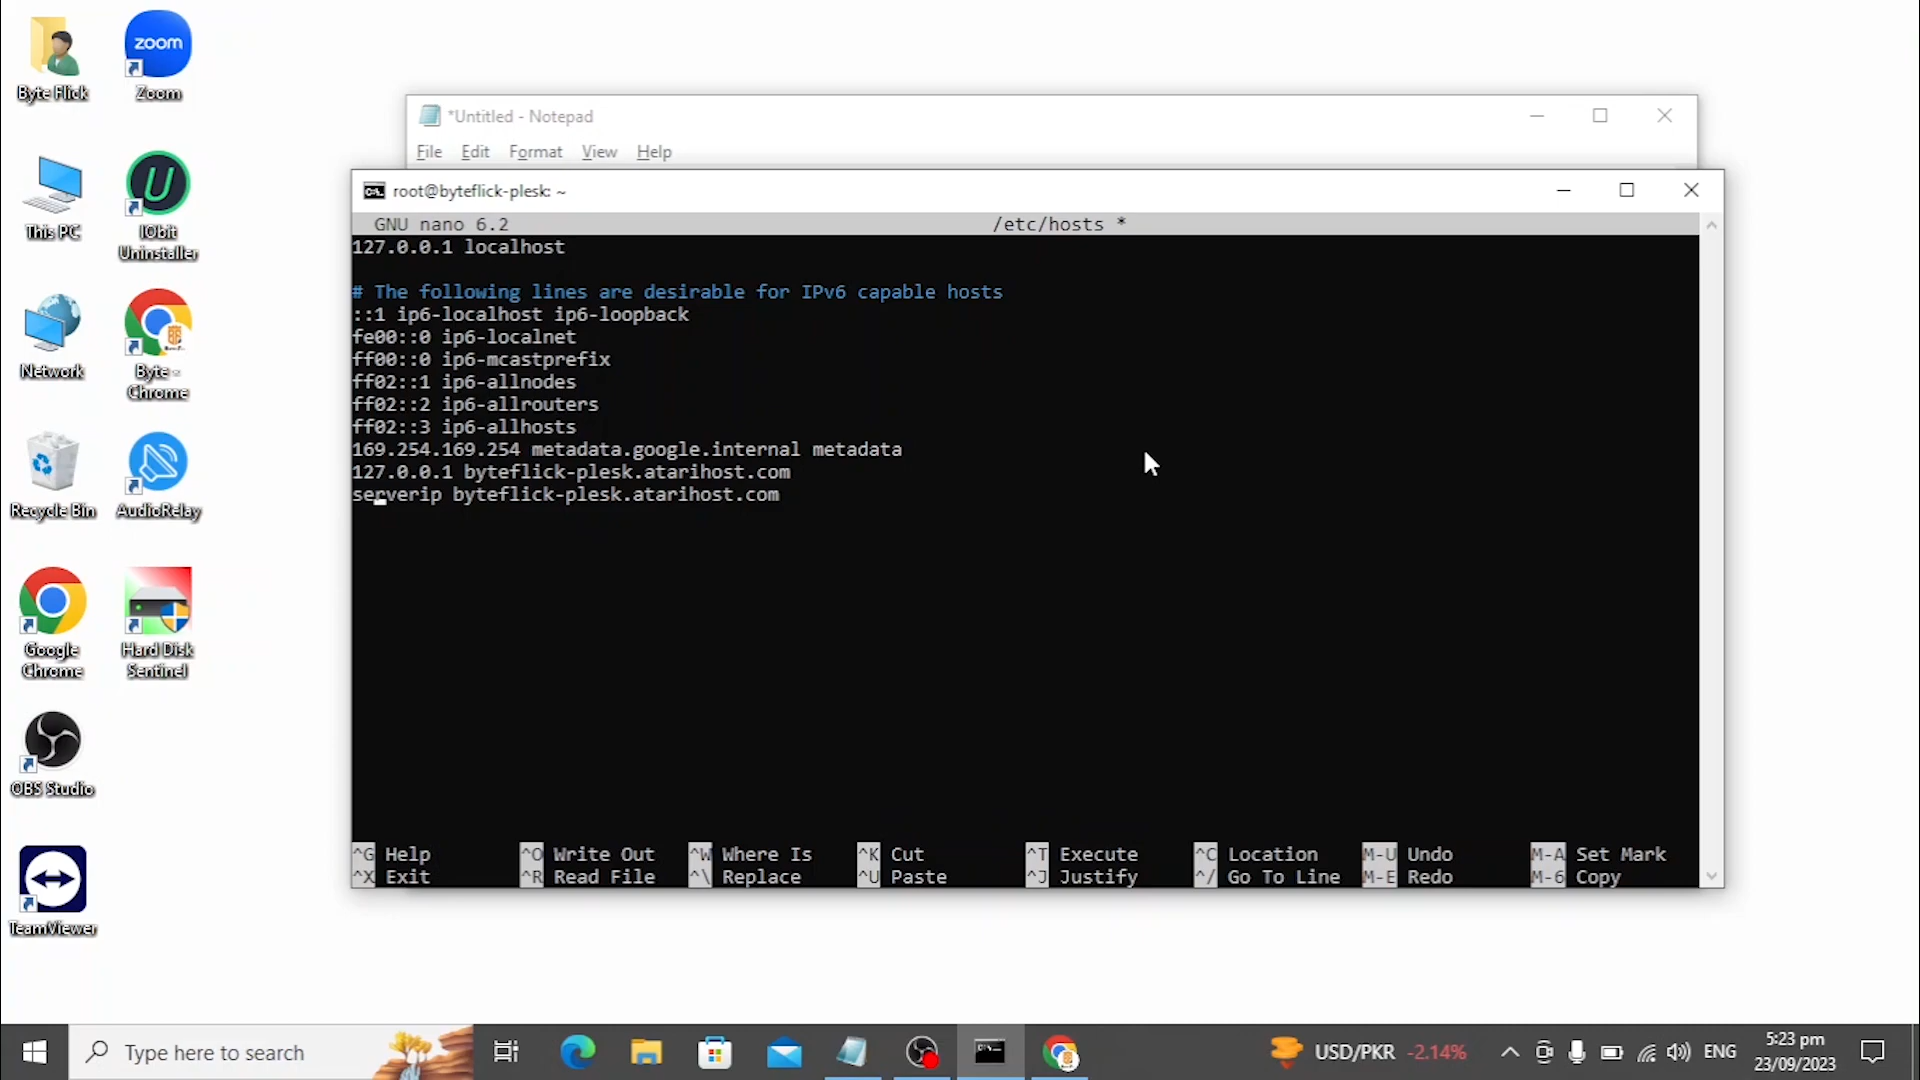 Byte Flick
zoom
Zoom
This PC
IObit
Uninstaller
Network
Byte -
Chrome
Recycle Bin
AudioRelay
Google
Chrome
Hard Disk
Sentinel
OBS Studio
TeamViewer
*Untitled - Notepad
File Edit Format View Help
root@byteflick-plesk: ~
GNU nano 6.2 /etc/hosts *
127.0.0.1 localhost
# The following lines are desirable for IPv6 capable hosts
::1 ip6-localhost ip6-loopback
fe00::0 ip6-localnet
ff00::0 ip6-mcastprefix
ff02::1 ip6-allnodes
ff02::2 ip6-allrouters
ff02::3 ip6-allhosts
169.254.169.254 metadata.google.internal metadata
127.0.0.1 byteflick-plesk.atarihost.com
serverip byteflick-plesk.atarihost.com
^G Help ^O Write Out ^W Where Is ^K Cut ^T Execute ^C Location M-U Undo M-A Set Mark
^X Exit ^R Read File ^\ Replace ^U Paste ^J Justify ^/ Go To Line M-E Redo M-6 Copy
Type here to search
USD/PKR -2.14%
ENG
5:23 pm
23/09/2023